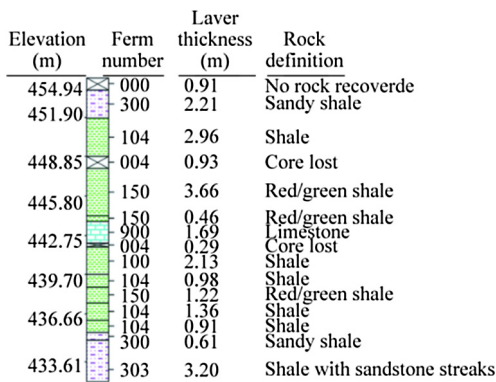 Laver
Elevation Ferm thickness Rock
(m) number (m) definition
454.94 000 0.91 No rock recoverde
300 2.21 Sandy shale
451.90
104 2.96 Shale
448.85 004 0.93 Core lost
150 3.66 Red/green shale
445.80
150 0.46 Red/green shale
900 1.69 Limestone
442.75 004 0.29 Core lost
100 2.13 Shale
439.70 104 0.98 Shale
150 1.22 Red/green shale
436.66 104 1.36 Shale
104 0.91 Shale
300 0.61 Sandy shale
433.61 303 3.20 Shale with sandstone streaks